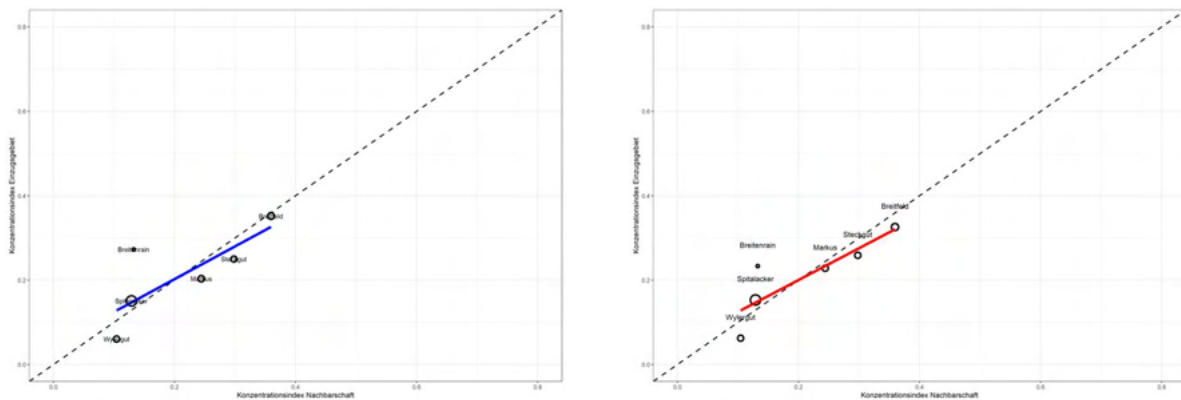 Konzentrationsindex Einzugsgebiet
0.8
0.6
0.4
0.2
0.0
Breitfeld
Breitenrain
Steckgut
Markus
Spitalacker
Wylergut
0.0 0.2 0.4 0.6 0.8
Konzentrationsindex Nachbarschaft
Konzentrationsindex Einzugsgebiet
0.8
0.6
0.4
0.2
0.0
Breitfeld
Steckgut
Breitenrain
Markus
Spitalacker
Wylergut
0.0 0.2 0.4 0.6 0.8
Konzentrationsindex Nachbarschaft